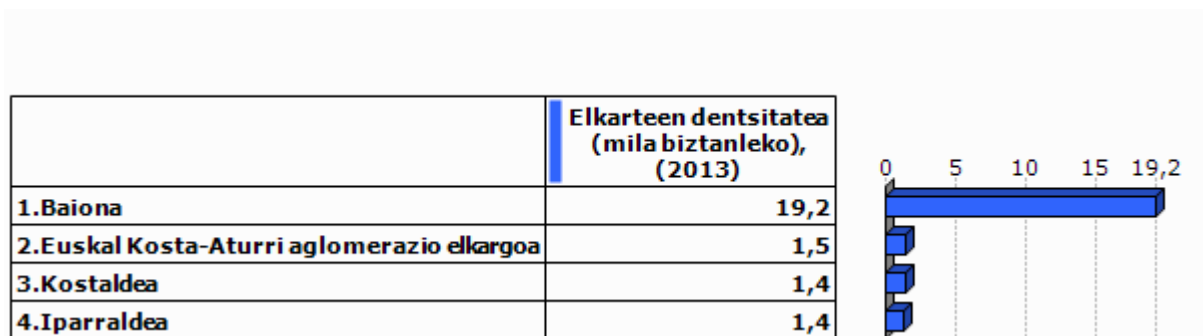 Elkarteen dentsitatea
(mila biztanleko),
(2013)
0 5 10 15 19,2
1.Baiona 19,2
2.Euskal Kosta-Aturri aglomerazio elkargoa 1,5
3.Kostaldea 1,4
4.Iparraldea 1,4